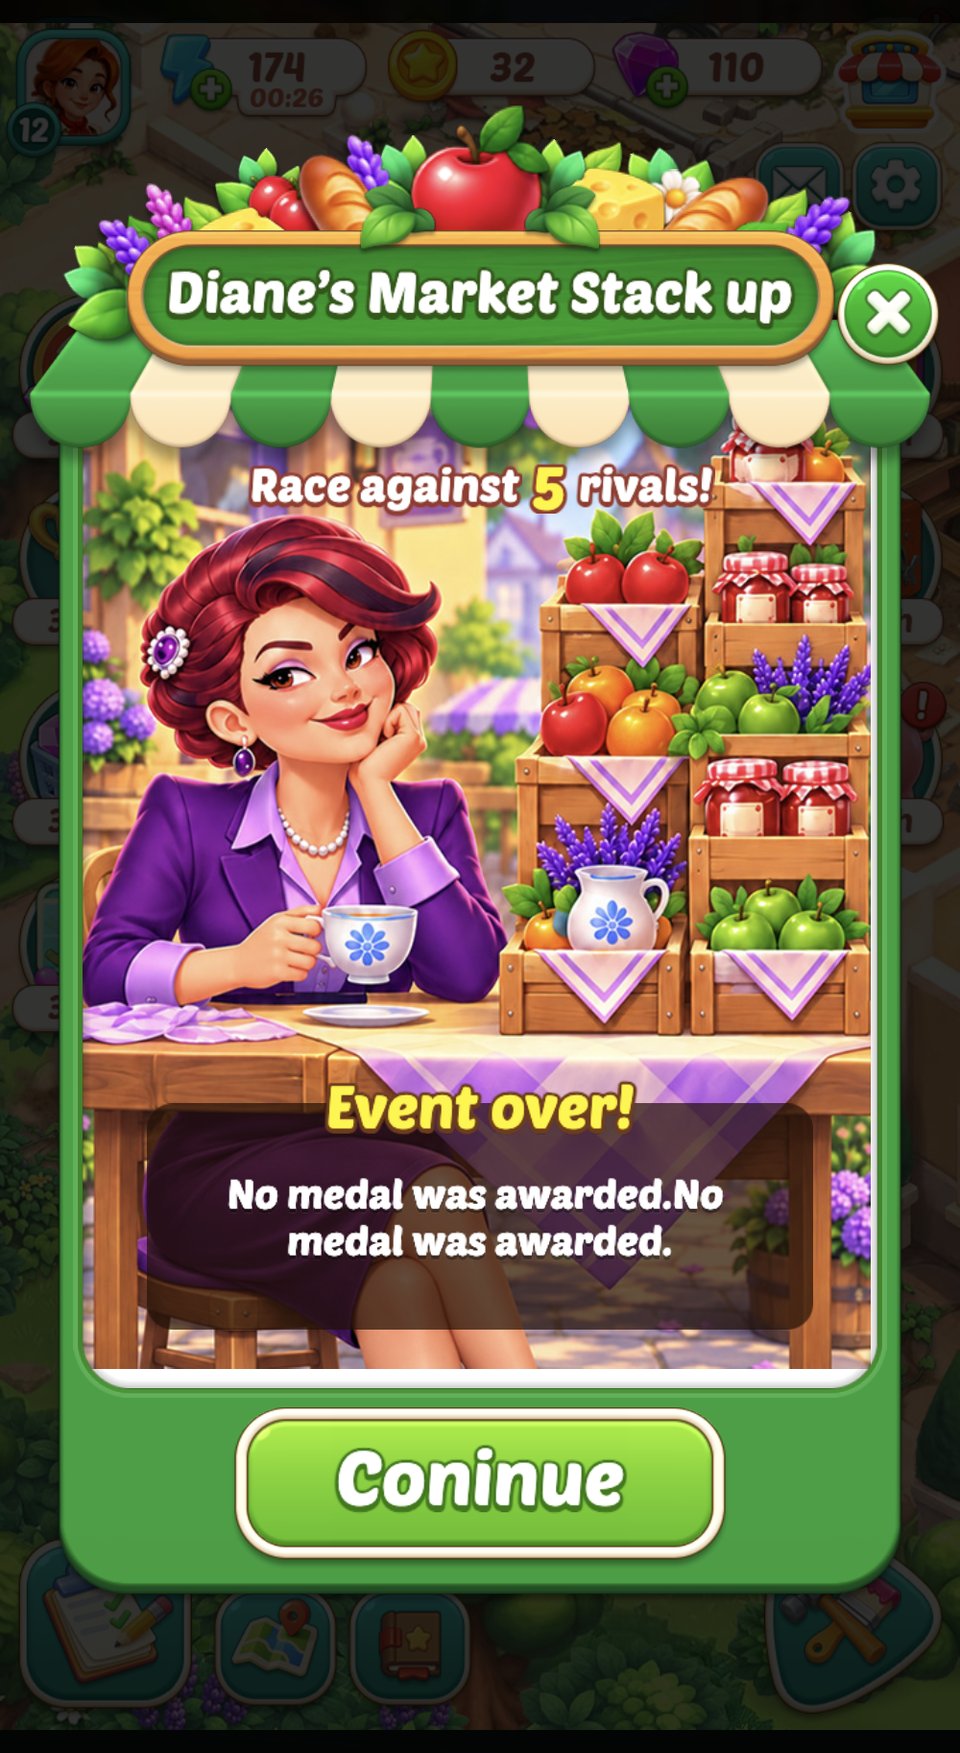 174
32
110
00:26
12
Diane's Market Stack up
Race against 5 rivals!
!
Event over!
No medal was awarded.No
medal was awarded.
Coninue